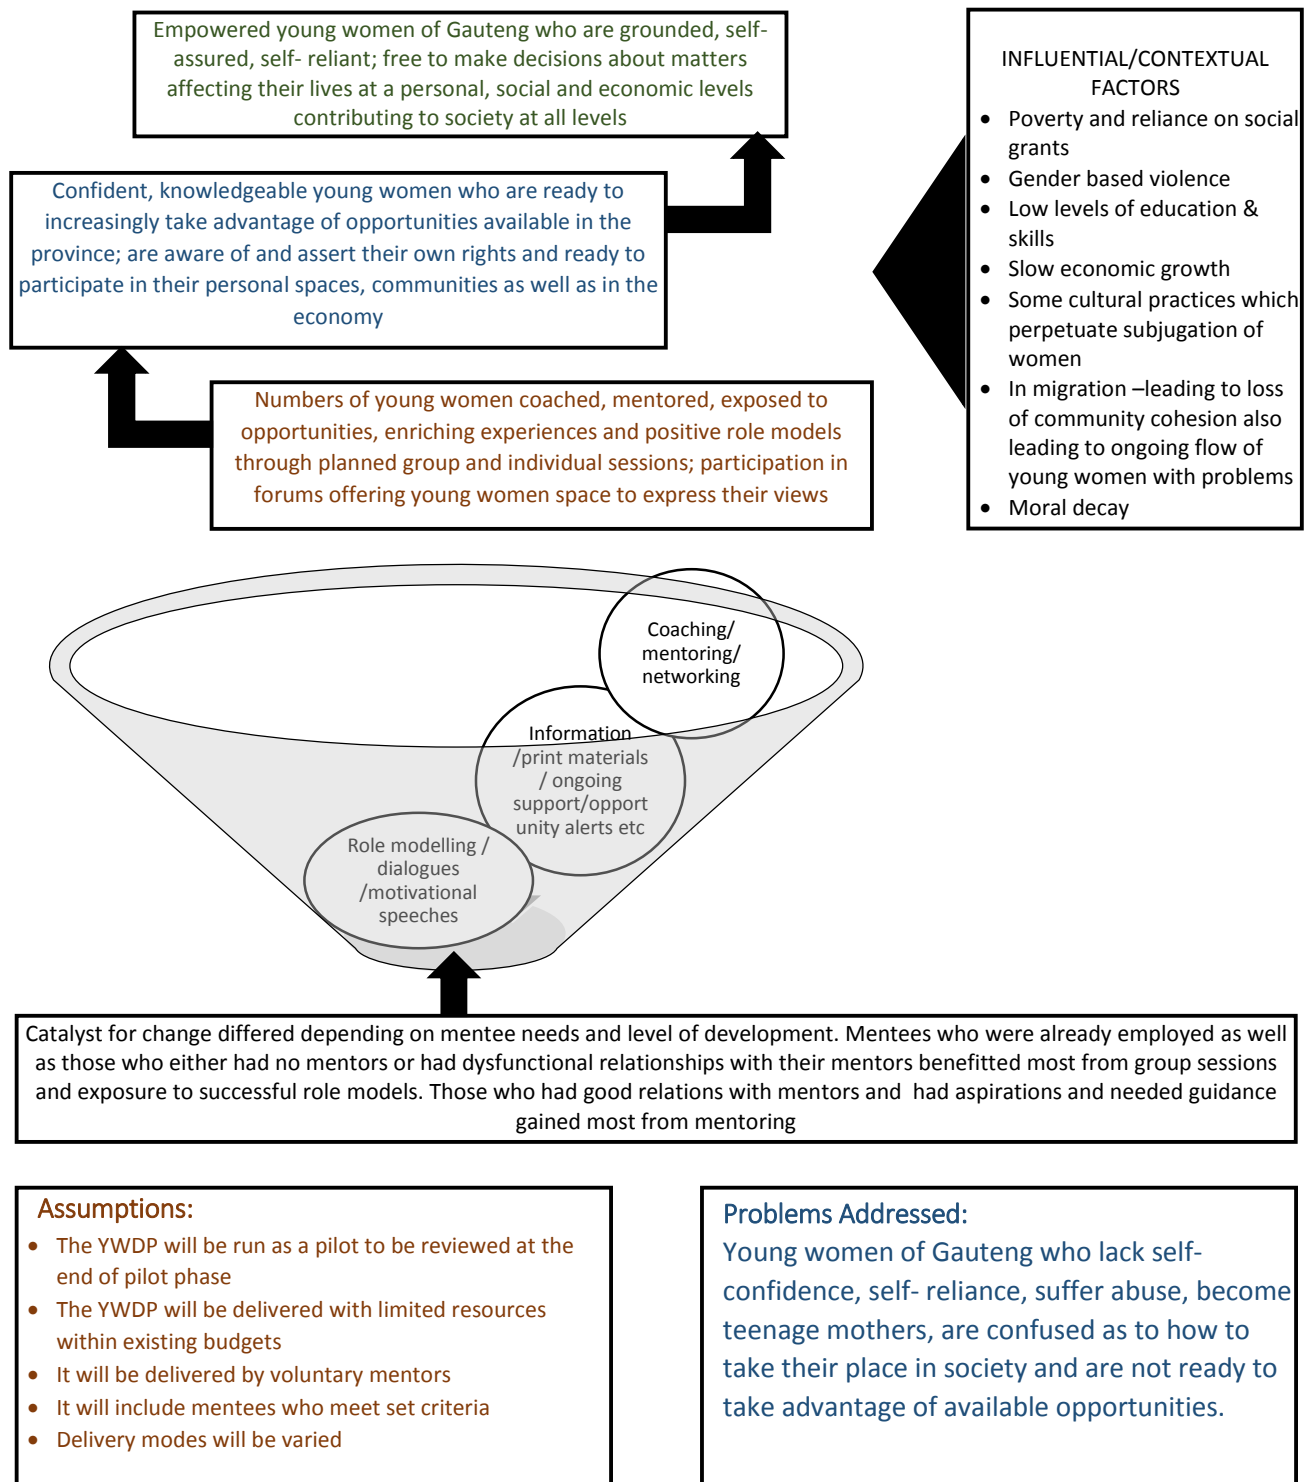 Empowered young women of Gauteng who are grounded, self-
assured, self- reliant; free to make decisions about matters
affecting their lives at a personal, social and economic levels
contributing to society at all levels
Confident, knowledgeable young women who are ready to
increasingly take advantage of opportunities available in the
province; are aware of and assert their own rights and ready to
participate in their personal spaces, communities as well as in the
economy
Numbers of young women coached, mentored, exposed to
opportunities, enriching experiences and positive role models
through planned group and individual sessions; participation in
forums offering young women space to express their views
INFLUENTIAL/CONTEXTUAL
FACTORS
• Poverty and reliance on social
grants
• Gender based violence
• Low levels of education &
skills
• Slow economic growth
• Some cultural practices which
perpetuate subjugation of
women
• In migration –leading to loss
of community cohesion also
leading to ongoing flow of
young women with problems
• Moral decay
Coaching/
mentoring/
networking
Information
/print materials
/ ongoing
support/opport
unity alerts etc
Role modelling /
dialogues
/motivational
speeches
Catalyst for change differed depending on mentee needs and level of development. Mentees who were already employed as well
as those who either had no mentors or had dysfunctional relationships with their mentors benefitted most from group sessions
and exposure to successful role models. Those who had good relations with mentors and  had aspirations and needed guidance
gained most from mentoring
Assumptions:
• The YWDP will be run as a pilot to be reviewed at the
end of pilot phase
• The YWDP will be delivered with limited resources
within existing budgets
• It will be delivered by voluntary mentors
• It will include mentees who meet set criteria
• Delivery modes will be varied
Problems Addressed:
Young women of Gauteng who lack self-
confidence, self- reliance, suffer abuse, become
teenage mothers, are confused as to how to
take their place in society and are not ready to
take advantage of available opportunities.